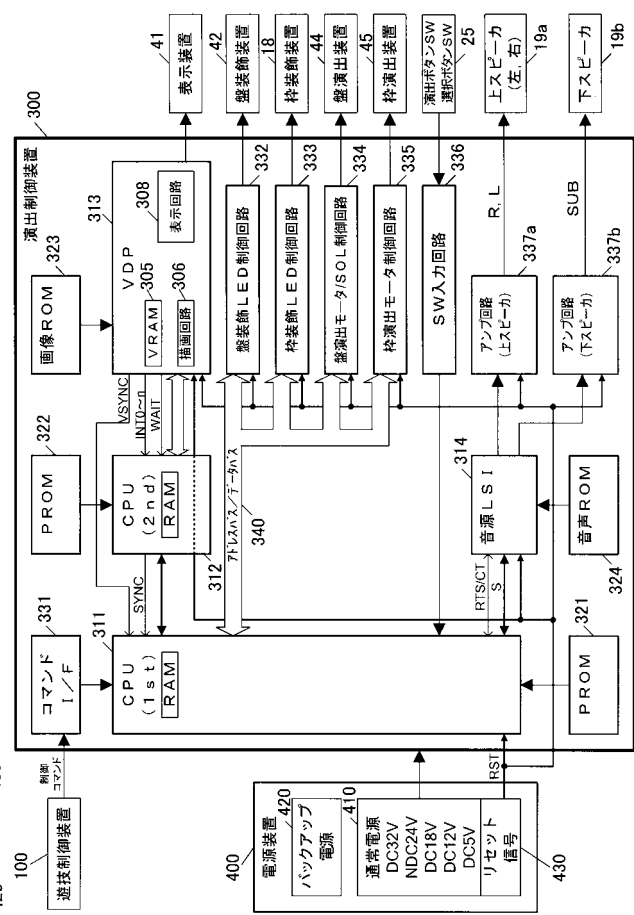 300
演出制御装置
画像ROM
323
VDP
313
VRAM
305
描画回路
306
表示回路
308
表示装置
41
盤装飾装置
42
枠装飾装置
18
盤演出装置
44
枠演出装置
45
演出ボタンSW
選択ボタンSW
25
上スピーカ
(左,右)
19a
下スピーカ
19b
盤装飾LED制御回路
332
枠装飾LED制御回路
333
盤演出モータ/SOL制御回路
334
枠演出モータ制御回路
335
SW入力回路
336
アンプ回路
(上スピーカ)
337a
R, L
アンプ回路
(下スピーカ)
337b
SUB
PROM
322
CPU
(2nd)
RAM
312
VSYNC
INT0~n
WAIT
SYNC
アドレスバス/データバス
340
音源LSI
314
音声ROM
324
RTS/CT
S
コマンド
I/F
331
CPU
(1st)
RAM
311
PROM
321
制御
コマンド
遊技制御装置
100
電源装置
400
バックアップ
電源
420
通常電源
DC32V
NDC24V
DC18V
DC12V
DC5V
410
リセット
信号
430
RST